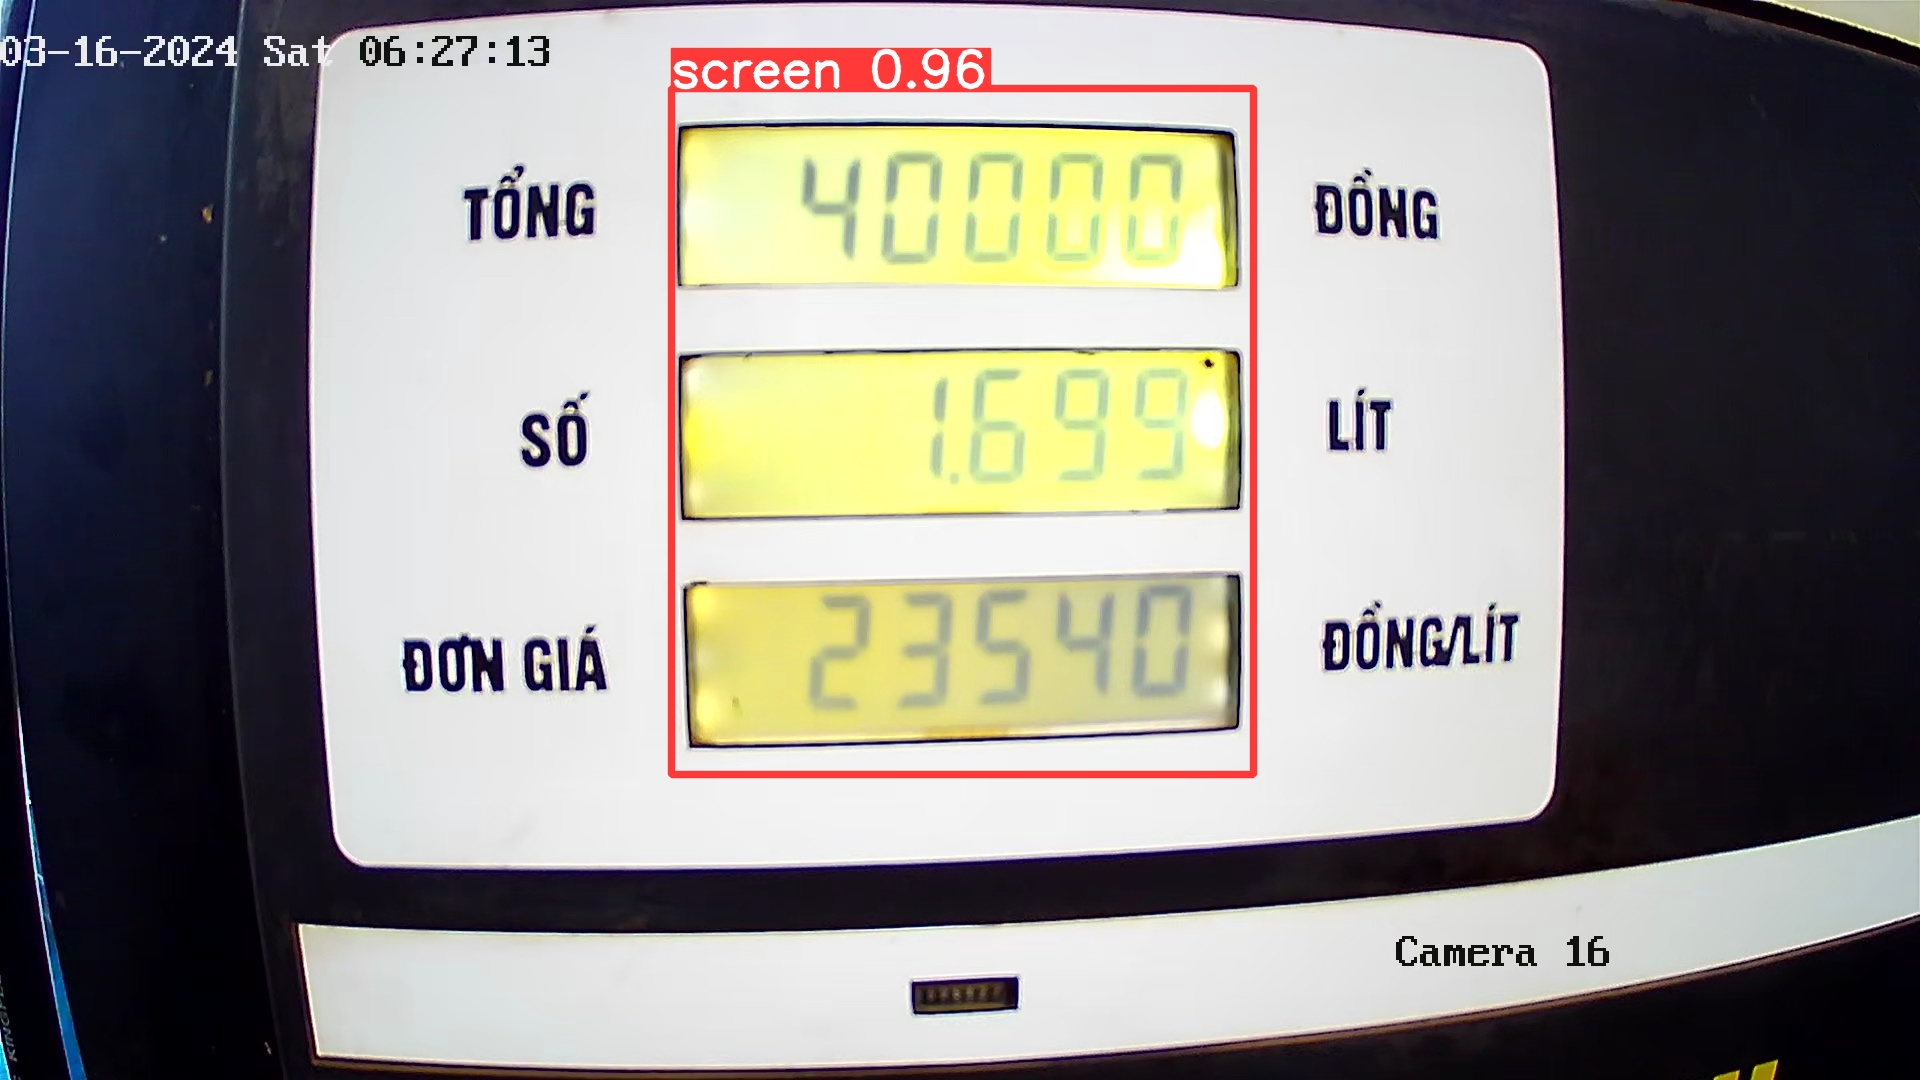 03-16-2024 Sat 06:27:13
screen 0.96
TỔNG 40000 ĐỒNG
SỐ 1.699 LÍT
ĐƠN GIÁ 23540 ĐỒNG/LÍT
Camera 16